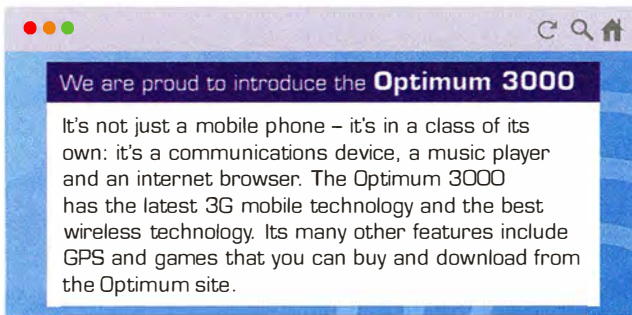 We are proud to introduce the Optimum 3000
It's not just a mobile phone – it's in a class of its
own: it's a communications device, a music player
and an internet browser. The Optimum 3000
has the latest 3G mobile technology and the best
wireless technology. Its many other features include
GPS and games that you can buy and download from
the Optimum site.